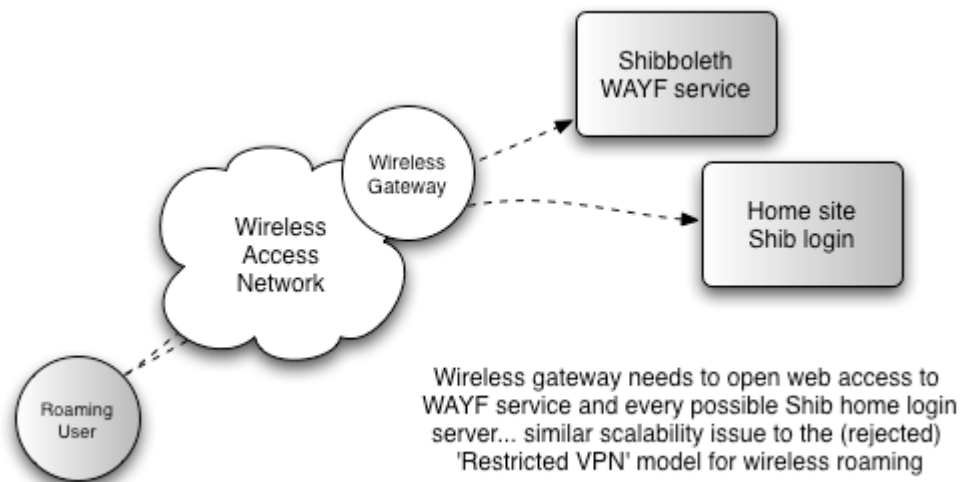 Shibboleth
WAYF service
Wireless
Gateway
Home site
Shib login
Wireless
Access
Network
Roaming
User
Wireless gateway needs to open web access to
WAYF service and every possible Shib home login
server... similar scalability issue to the (rejected)
'Restricted VPN' model for wireless roaming